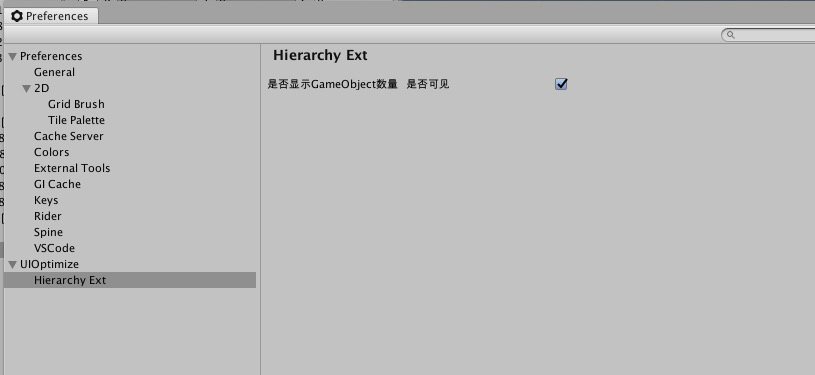 Preferences
Preferences
General
2D
Grid Brush
Tile Palette
Cache Server
Colors
External Tools
GI Cache
Keys
Rider
Spine
VSCode
UIOptimize
Hierarchy Ext
Hierarchy Ext
是否显示GameObject数量 是否可见